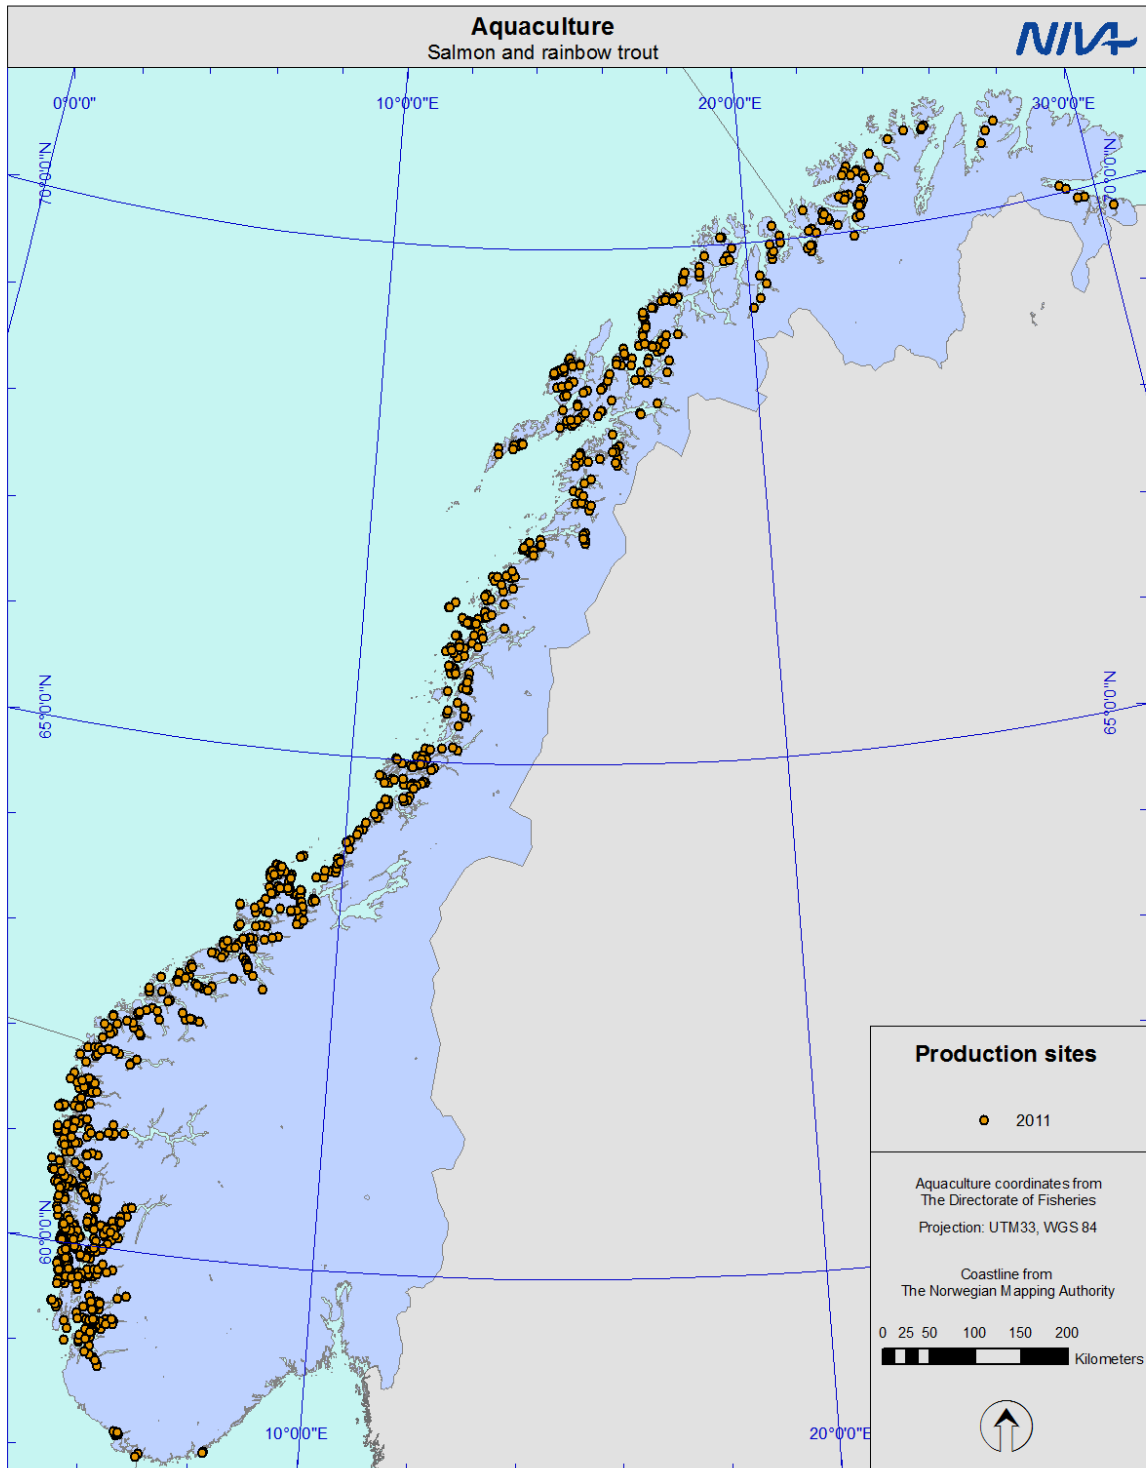 Aquaculture
Salmon and rainbow trout
NIVA
0°0'0"
10°0'0"E
20°0'0"E
30°0'0"E
70°0'0"N
70°0'0"N
65°0'0"N
65°0'0"N
60°0'0"N
10°0'0"E
20°0'0"E
Production sites
2011
Aquaculture coordinates from
The Directorate of Fisheries
Projection: UTM33, WGS 84
Coastline from
The Norwegian Mapping Authority
0 25 50 100 150 200
Kilometers